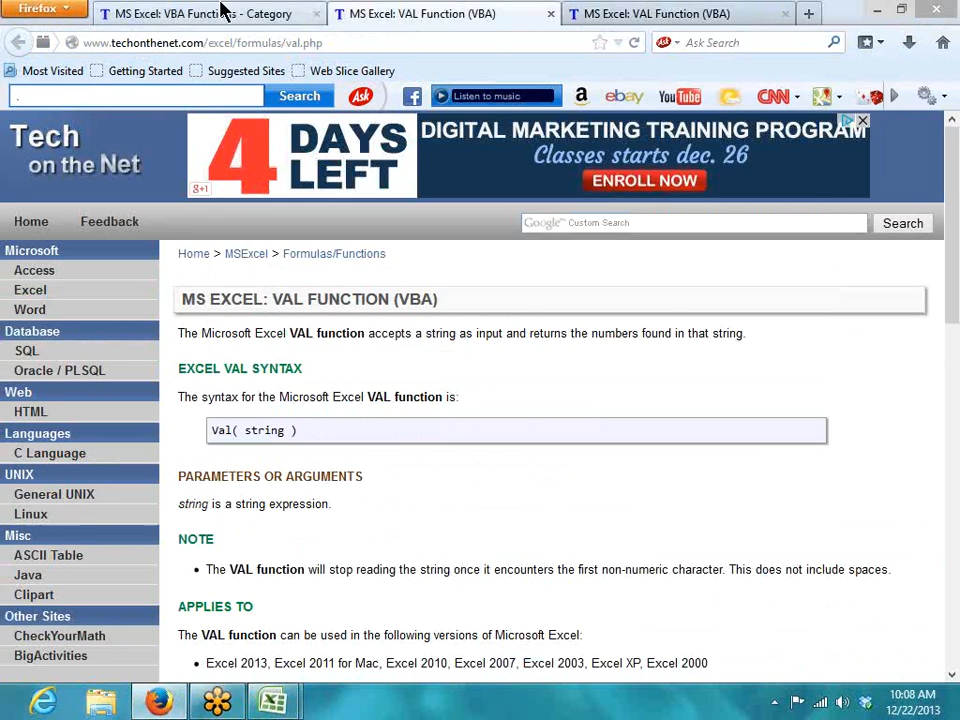 Firefox
MS Excel: VBA Functions - Category
MS Excel: VAL Function (VBA)
MS Excel: VAL Function (VBA)
www.techonthenet.com/excel/formulas/val.php
Ask Search
Most Visited
Getting Started
Suggested Sites
Web Slice Gallery
.
Search
Ask
Listen to music
a
ebay
YouTube
CNN
Tech
on the Net
4 DAYS LEFT
g+1
DIGITAL MARKETING TRAINING PROGRAM
Classes starts dec. 26
ENROLL NOW
Home
Feedback
Google™ Custom Search
Search
Microsoft
Access
Excel
Word
Database
SQL
Oracle / PLSQL
Web
HTML
Languages
C Language
UNIX
General UNIX
Linux
Misc
ASCII Table
Java
Clipart
Other Sites
CheckYourMath
BigActivities
Home > MSExcel > Formulas/Functions
MS EXCEL: VAL FUNCTION (VBA)
The Microsoft Excel VAL function accepts a string as input and returns the numbers found in that string.
EXCEL VAL SYNTAX
The syntax for the Microsoft Excel VAL function is:
Val( string )
PARAMETERS OR ARGUMENTS
string is a string expression.
NOTE
• The VAL function will stop reading the string once it encounters the first non-numeric character. This does not include spaces.
APPLIES TO
The VAL function can be used in the following versions of Microsoft Excel:
• Excel 2013, Excel 2011 for Mac, Excel 2010, Excel 2007, Excel 2003, Excel XP, Excel 2000
10:08 AM
12/22/2013